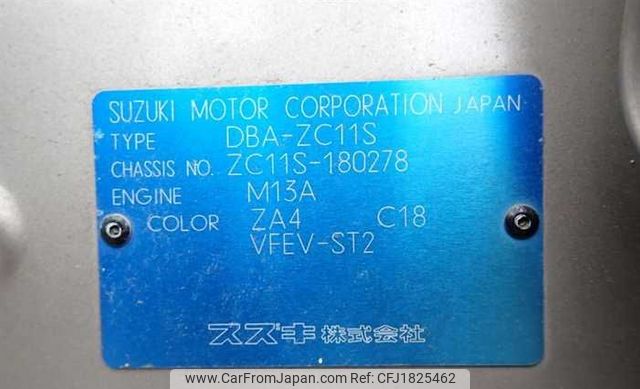 SUZUKI MOTOR CORPORATION JAPAN
TYPE DBA-ZC11S
CHASSIS NO. ZC11S-180278
ENGINE M13A
COLOR ZA4 C18
VFEV-ST2
スズキ株式会社
www.CarFromJapan.com Ref: CFJ1825462